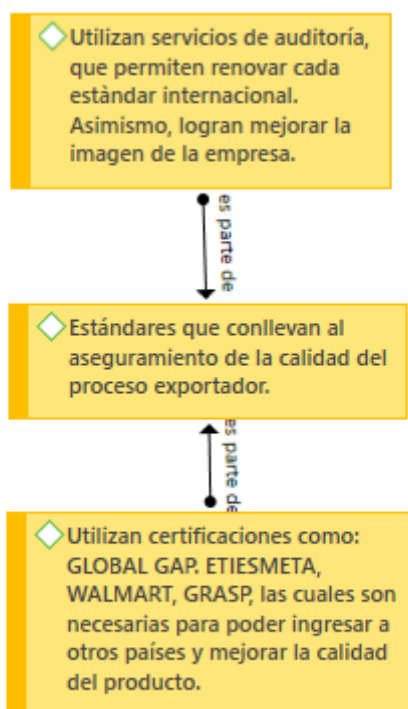 Utilizan servicios de auditoría,
que permiten renovar cada
estàndar internacional.
Asimismo, logran mejorar la
imagen de la empresa.
es parte de
Estándares que conllevan al
aseguramiento de la calidad del
proceso exportador.
es parte de
Utilizan certificaciones como:
GLOBAL GAP. ETIESMETA,
WALMART, GRASP, las cuales son
necesarias para poder ingresar a
otros países y mejorar la calidad
del producto.